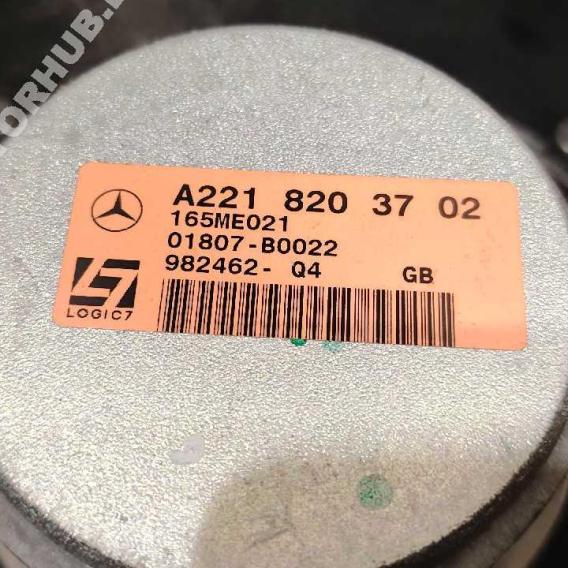 ORHUB.
A221 820 37 02
165ME021
01807-B0022
982462- Q4 GB
LOGIC7